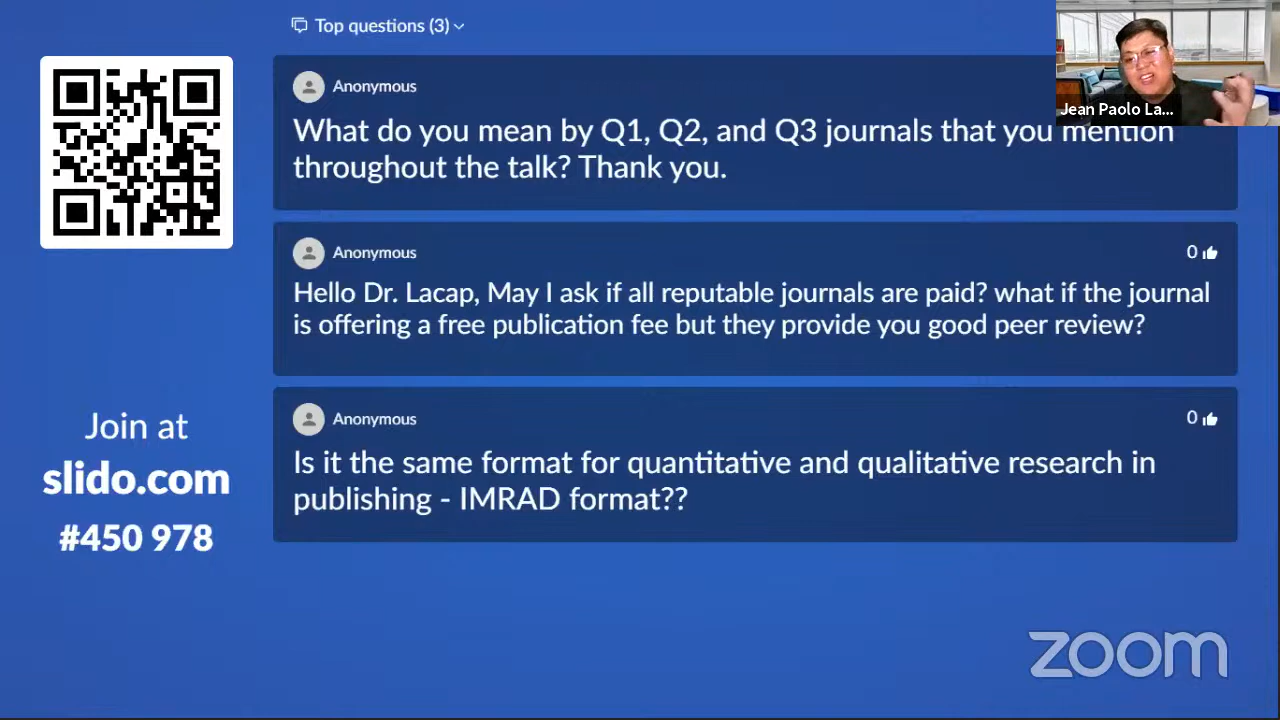 Top questions (3)
Anonymous
Jean Paolo La...
What do you mean by Q1, Q2, and Q3 journals that you mention
throughout the talk? Thank you.
Anonymous
0
Hello Dr. Lacap, May I ask if all reputable journals are paid? what if the journal
is offering a free publication fee but they provide you good peer review?
Anonymous
0
Is it the same format for quantitative and qualitative research in
publishing - IMRAD format??
Join at
slido.com
#450 978
zoom